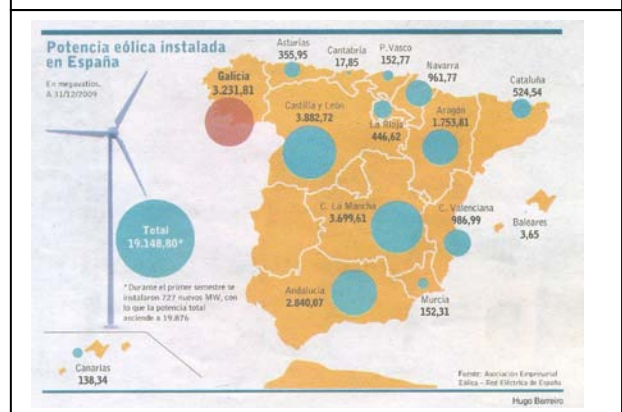 Potencia eólica instalada
en España
En megavatios.
A 31/12/2009
Galicia
3.231,81
Asturias
355,95
Cantabria
17,85
P. Vasco
152,77
Navarra
961,77
Cataluña
524,54
Castilla y León
3.882,72
La Rioja
446,62
Aragón
1.753,81
C. La Mancha
3.699,61
C. Valenciana
986,99
Baleares
3,65
Total
19.148,80*
* Durante el primer semestre se
instalaron 727 nuevos MW, con
lo que la potencia total
asciende a 19.876
Andalucía
2.840,07
Murcia
152,31
Canarias
138,34
Fuente: Asociación Empresarial
Eólica - Red Eléctrica de España
Hugo Barreiro